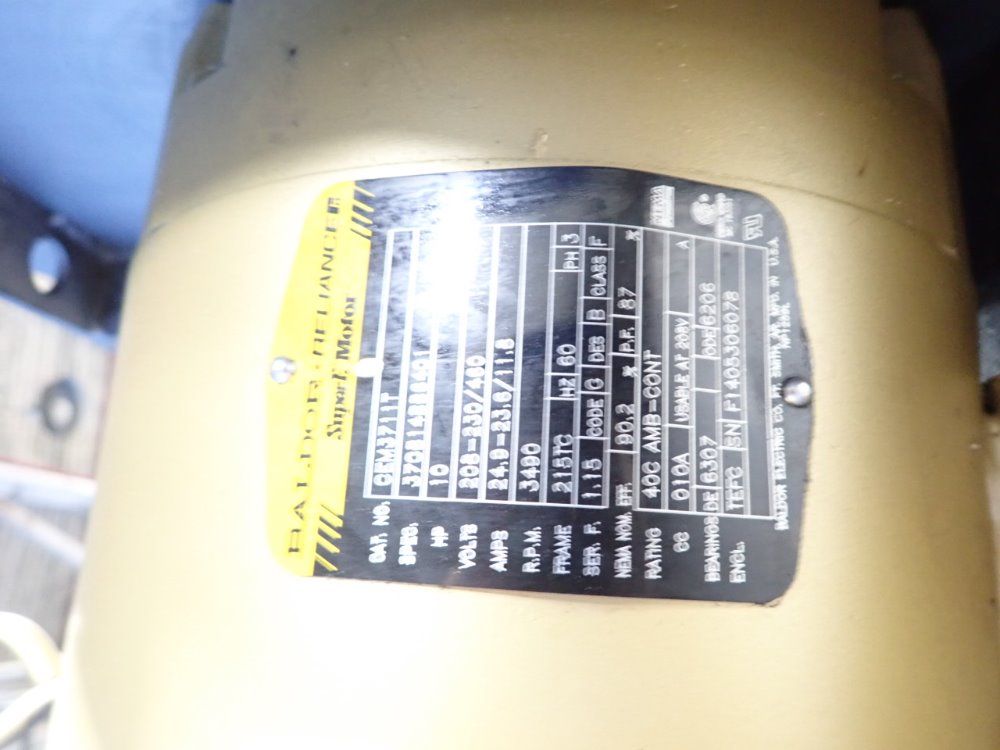 BALDOR·RELIANCE
Super-E Motor
CAT. NO. CEM3711T
SPEC.
HP 10
VOLTS 208-230/460
AMPS 24.9-23.6/11.8
R.P.M. 3490
FRAME 215TC HZ 60 PH 3
SER. F. 1.15 CODE G DES B CLASS F
NEMA NOM. EFF. 90.2 % P.F. 87 %
RATING 40C AMB-CONT
CC 010A USABLE AT 208V A
BEARINGS DE 6307 ODE 6206
ENCL. TEFC SN F1405306078
BALDOR ELECTRIC CO. FT. SMITH, AR. MFG. IN U.S.A.